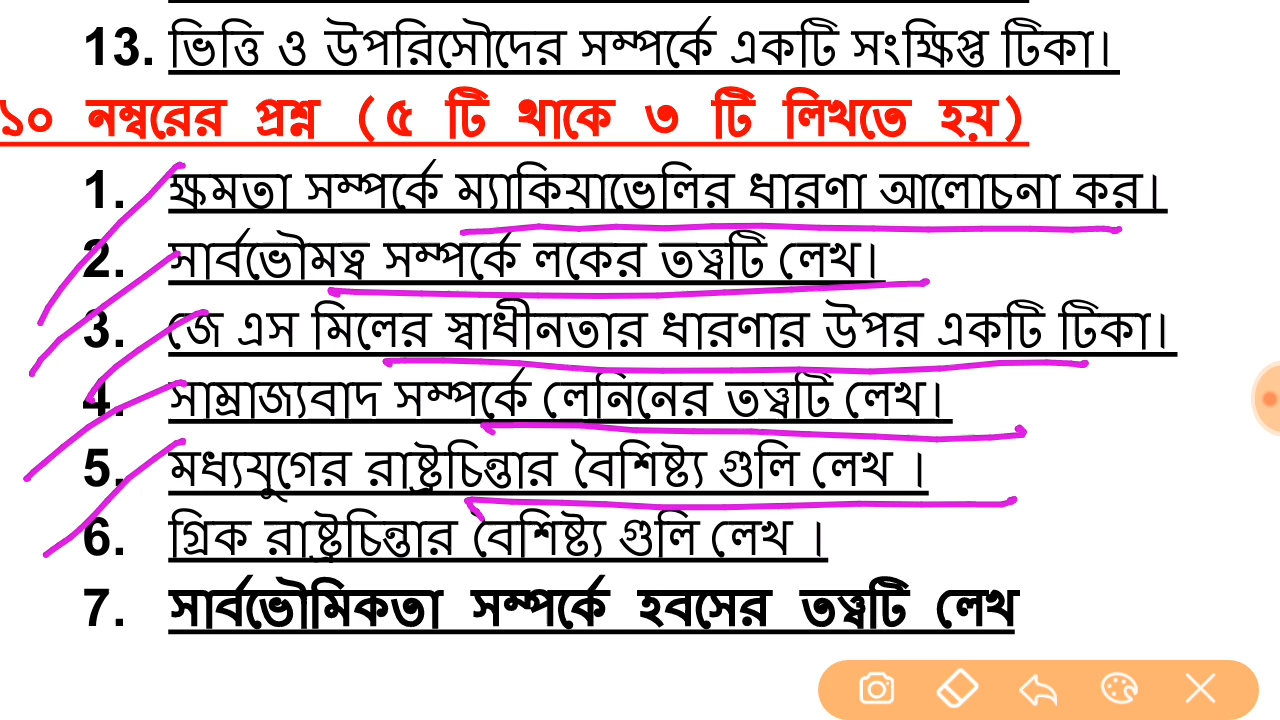 13. ভিত্তি ও উপরিসৌদের সম্পর্কে একটি সংক্ষিপ্ত টিকা।
১০ নম্বরের প্রশ্ন (৫ টি থাকে ৩ টি লিখতে হয়)
1. ক্ষমতা সম্পর্কে ম্যাকিয়াভেলির ধারণা আলোচনা কর।
2. সার্বভৌমত্ব সম্পর্কে লকের তত্ত্বটি লেখ।
3. জে এস মিলের স্বাধীনতার ধারণার উপর একটি টিকা।
4. সাম্রাজ্যবাদ সম্পর্কে লেনিনের তত্ত্বটি লেখ।
5. মধ্যযুগের রাষ্ট্রচিন্তার বৈশিষ্ট্য গুলি লেখ ।
6. গ্রিক রাষ্ট্রচিন্তার বৈশিষ্ট্য গুলি লেখ ।
7. সার্বভৌমিকতা সম্পর্কে হবসের তত্ত্বটি লেখ